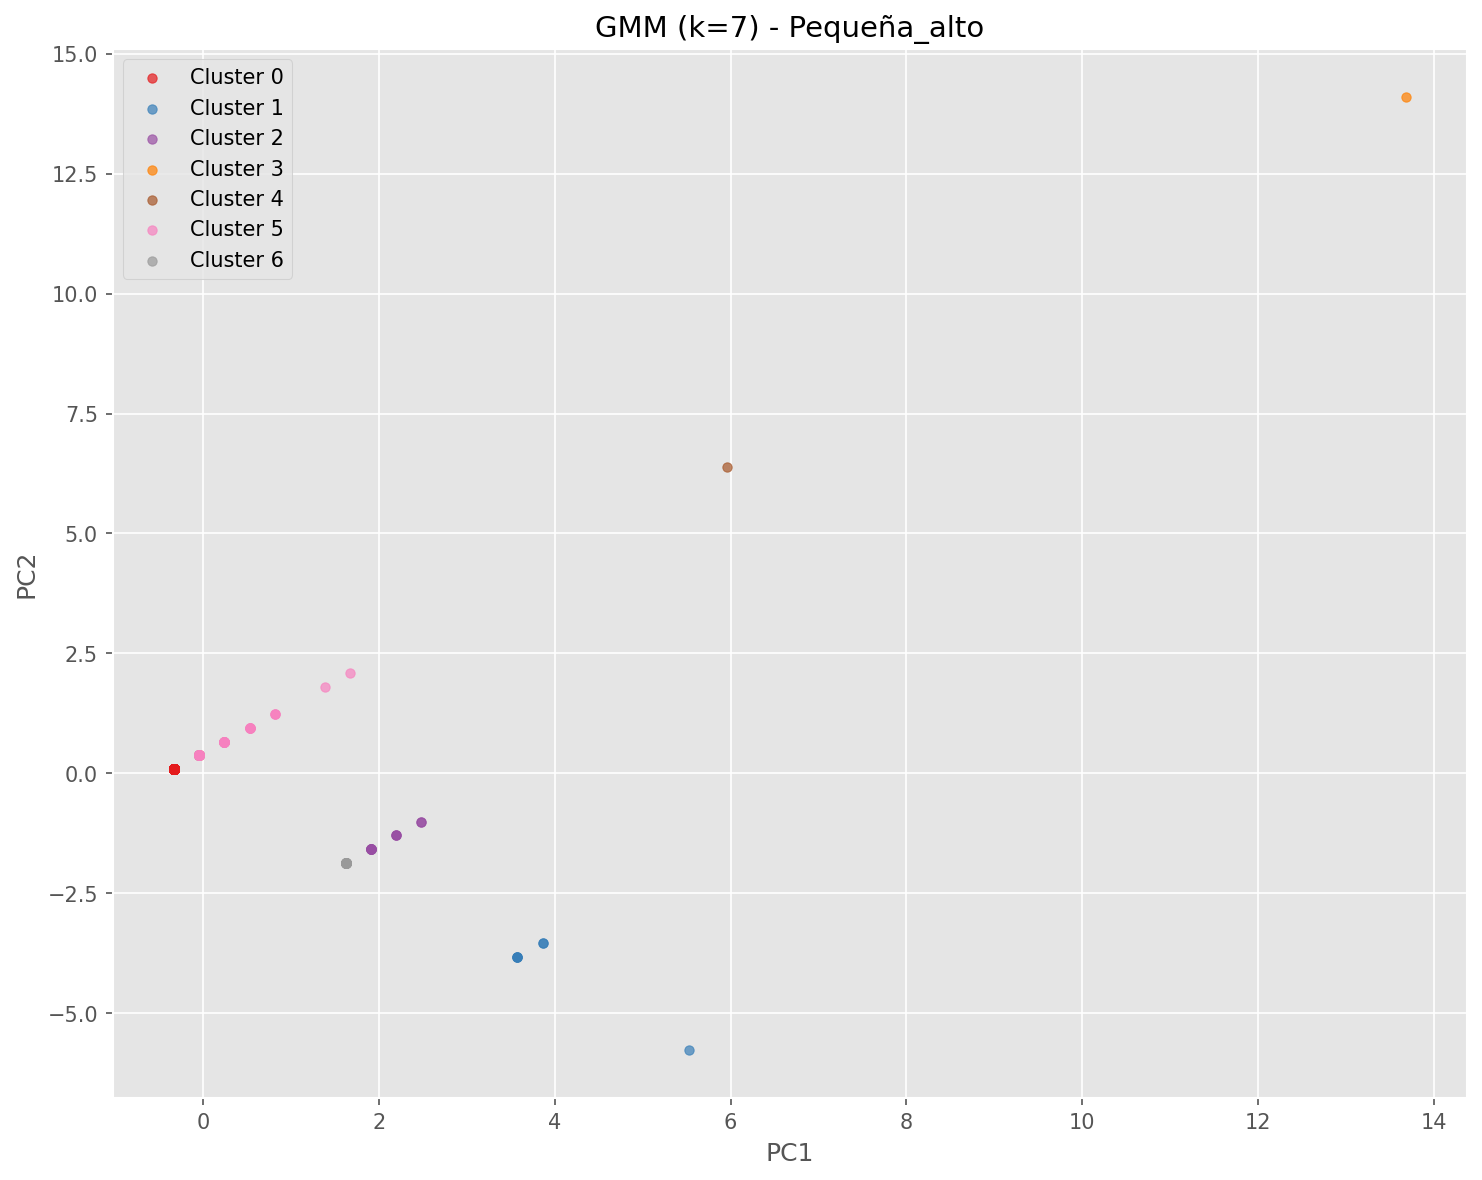 GMM (k=7) - Pequeña_alto
15.0
12.5
10.0
7.5
5.0
2.5
0.0
−2.5
−5.0
PC2
Cluster 0
Cluster 1
Cluster 2
Cluster 3
Cluster 4
Cluster 5
Cluster 6
0 2 4 6 8 10 12 14
PC1